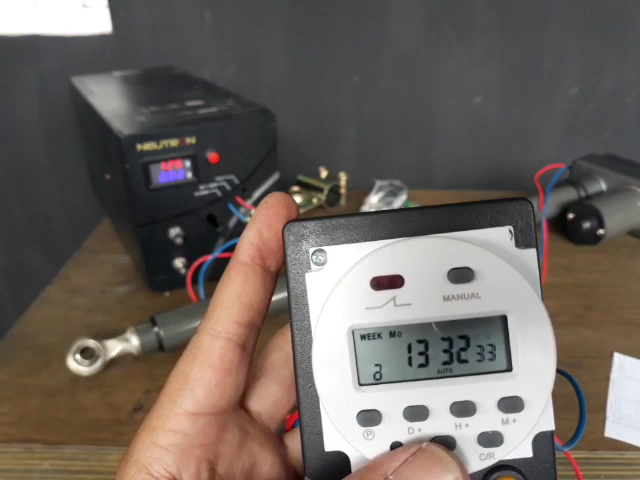 NEUTRON
MANUAL
WEEK Mo
13 32 33
d
AUTO
P
D+
H+
M+
C/R